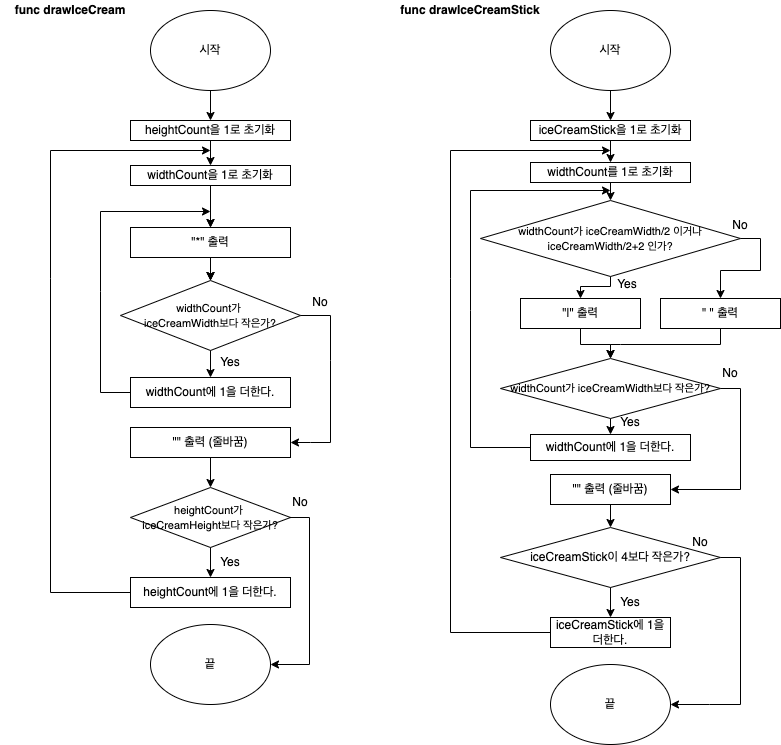 func drawIceCream
시작
heightCount을 1로 초기화
widthCount을 1로 초기화
"*" 출력
widthCount가
iceCreamWidth보다 작은가?
No
Yes
widthCount에 1을 더한다.
"" 출력 (줄바꿈)
heightCount가
iceCreamHeight보다 작은가?
No
Yes
heightCount에 1을 더한다.
끝
func drawIceCreamStick
시작
iceCreamStick을 1로 초기화
widthCount를 1로 초기화
widthCount가 iceCreamWidth/2 이거나
iceCreamWidth/2+2 인가?
No
Yes
"|" 출력
" " 출력
widthCount가 iceCreamWidth보다 작은가?
No
Yes
widthCount에 1을 더한다.
"" 출력 (줄바꿈)
iceCreamStick이 4보다 작은가?
No
Yes
iceCreamStick에 1을
더한다.
끝